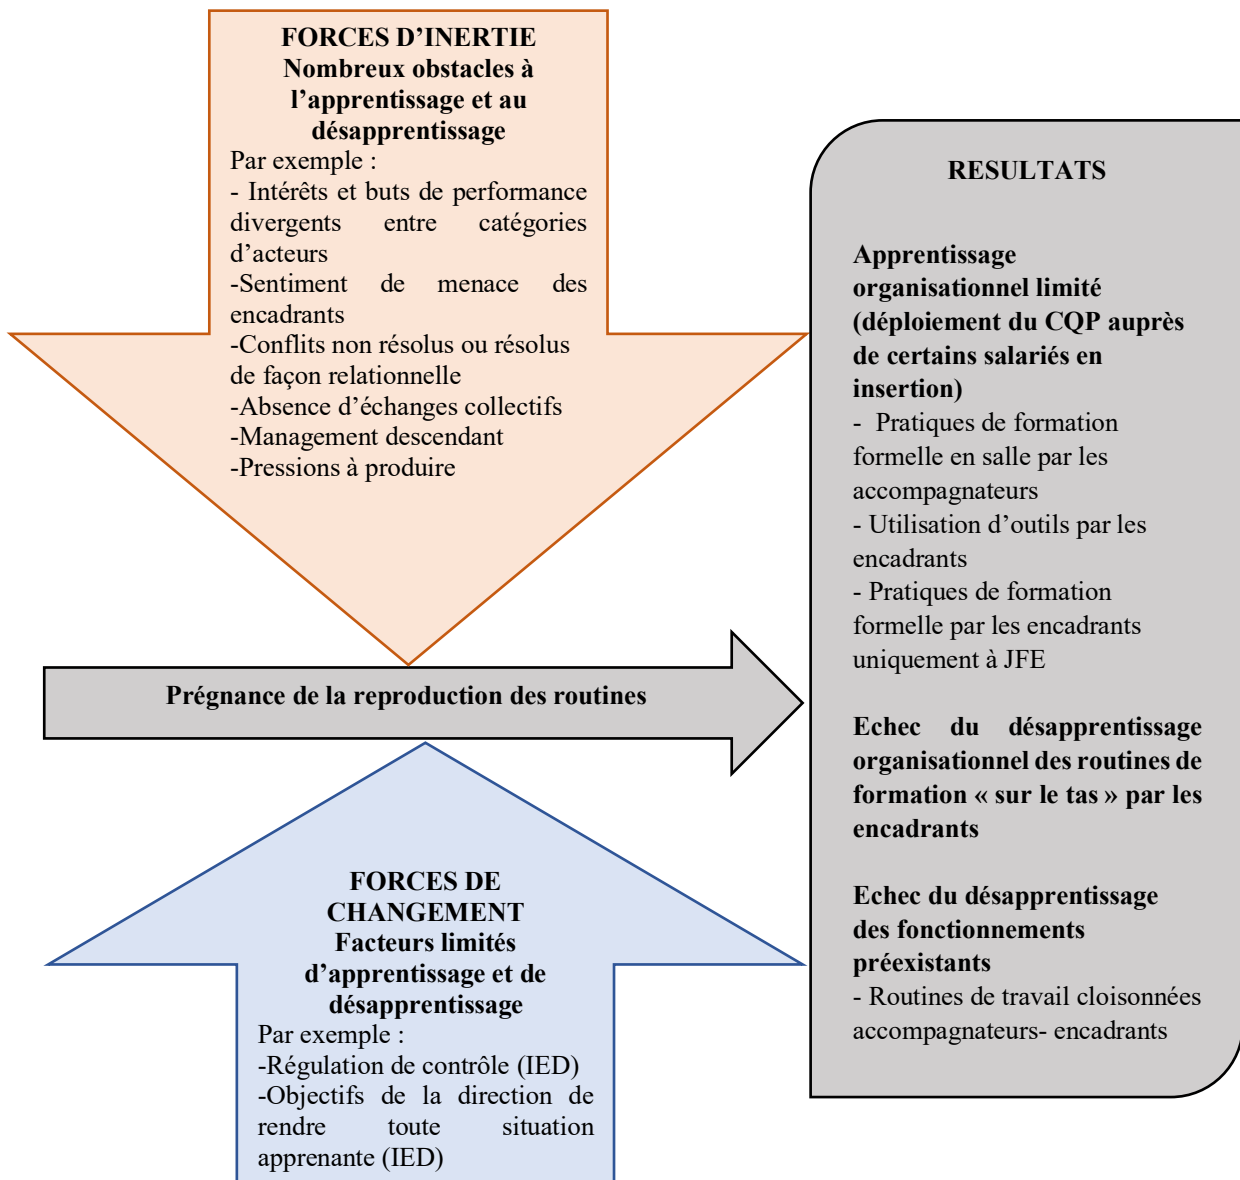 FORCES D’INERTIE
Nombreux obstacles à
l’apprentissage et au
désapprentissage
Par exemple :
- Intérêts et buts de performance
divergents entre catégories
d’acteurs
-Sentiment de menace des
encadrants
-Conflits non résolus ou résolus
de façon relationnelle
-Absence d’échanges collectifs
-Management descendant
-Pressions à produire
Prégnance de la reproduction des routines
FORCES DE
CHANGEMENT
Facteurs limités
d’apprentissage et de
désapprentissage
Par exemple :
-Régulation de contrôle (IED)
-Objectifs de la direction de
rendre toute situation
apprenante (IED)
RESULTATS
Apprentissage
organisationnel limité
(déploiement du CQP auprès
de certains salariés en
insertion)
- Pratiques de formation
formelle en salle par les
accompagnateurs
- Utilisation d’outils par les
encadrants
- Pratiques de formation
formelle par les encadrants
uniquement à JFE
Echec du désapprentissage
organisationnel des routines de
formation « sur le tas » par les
encadrants
Echec du désapprentissage
des fonctionnements
préexistants
- Routines de travail cloisonnées
accompagnateurs- encadrants